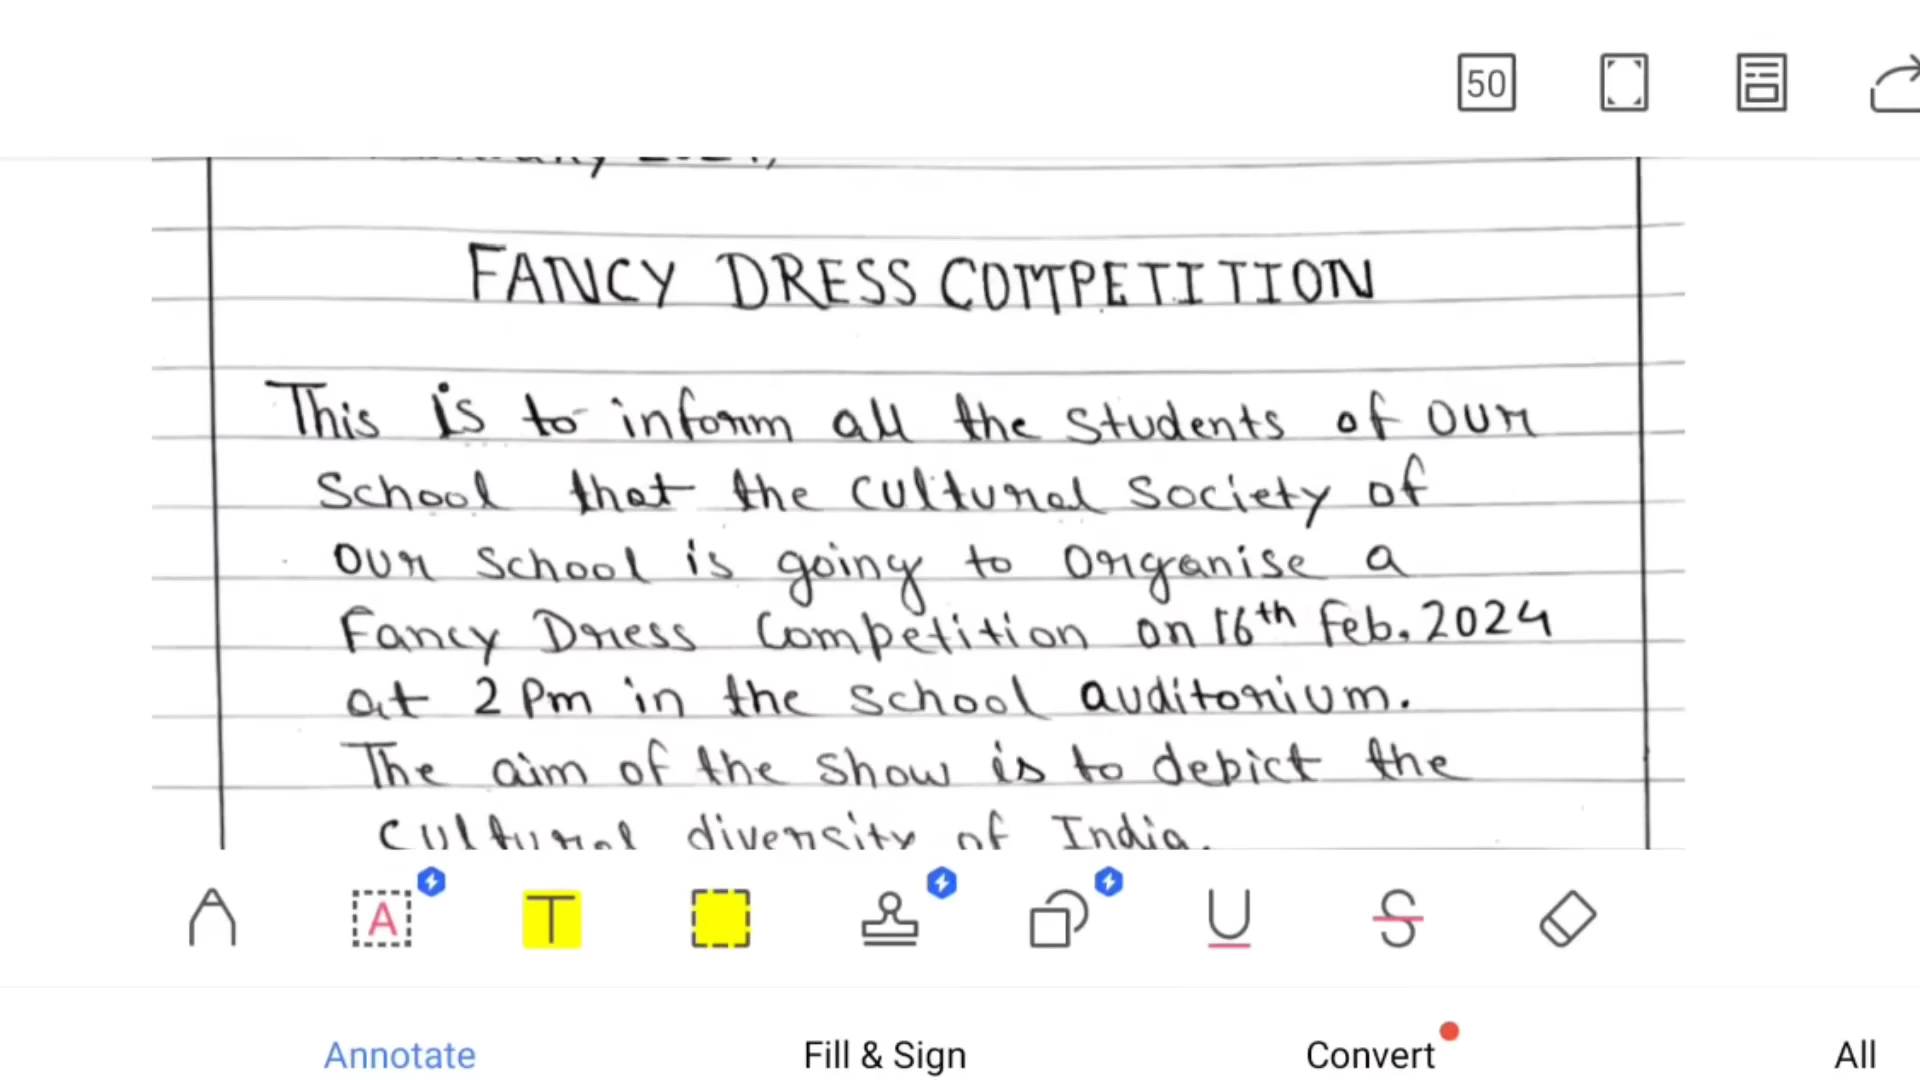 50
2024,
FANCY DRESS COMPETITION
This is to inform all the students of our
School that the cultural society of
our school is going to organise a
Fancy Dress Competition on 16th Feb. 2024
at 2 Pm in the school auditorium.
The aim of the show is to depict the
cultural diversity of India.
A T U S
Annotate Fill & Sign Convert All